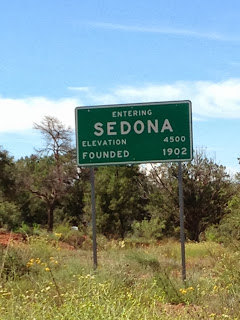 ENTERING
SEDONA
ELEVATION 4500
FOUNDED 1902